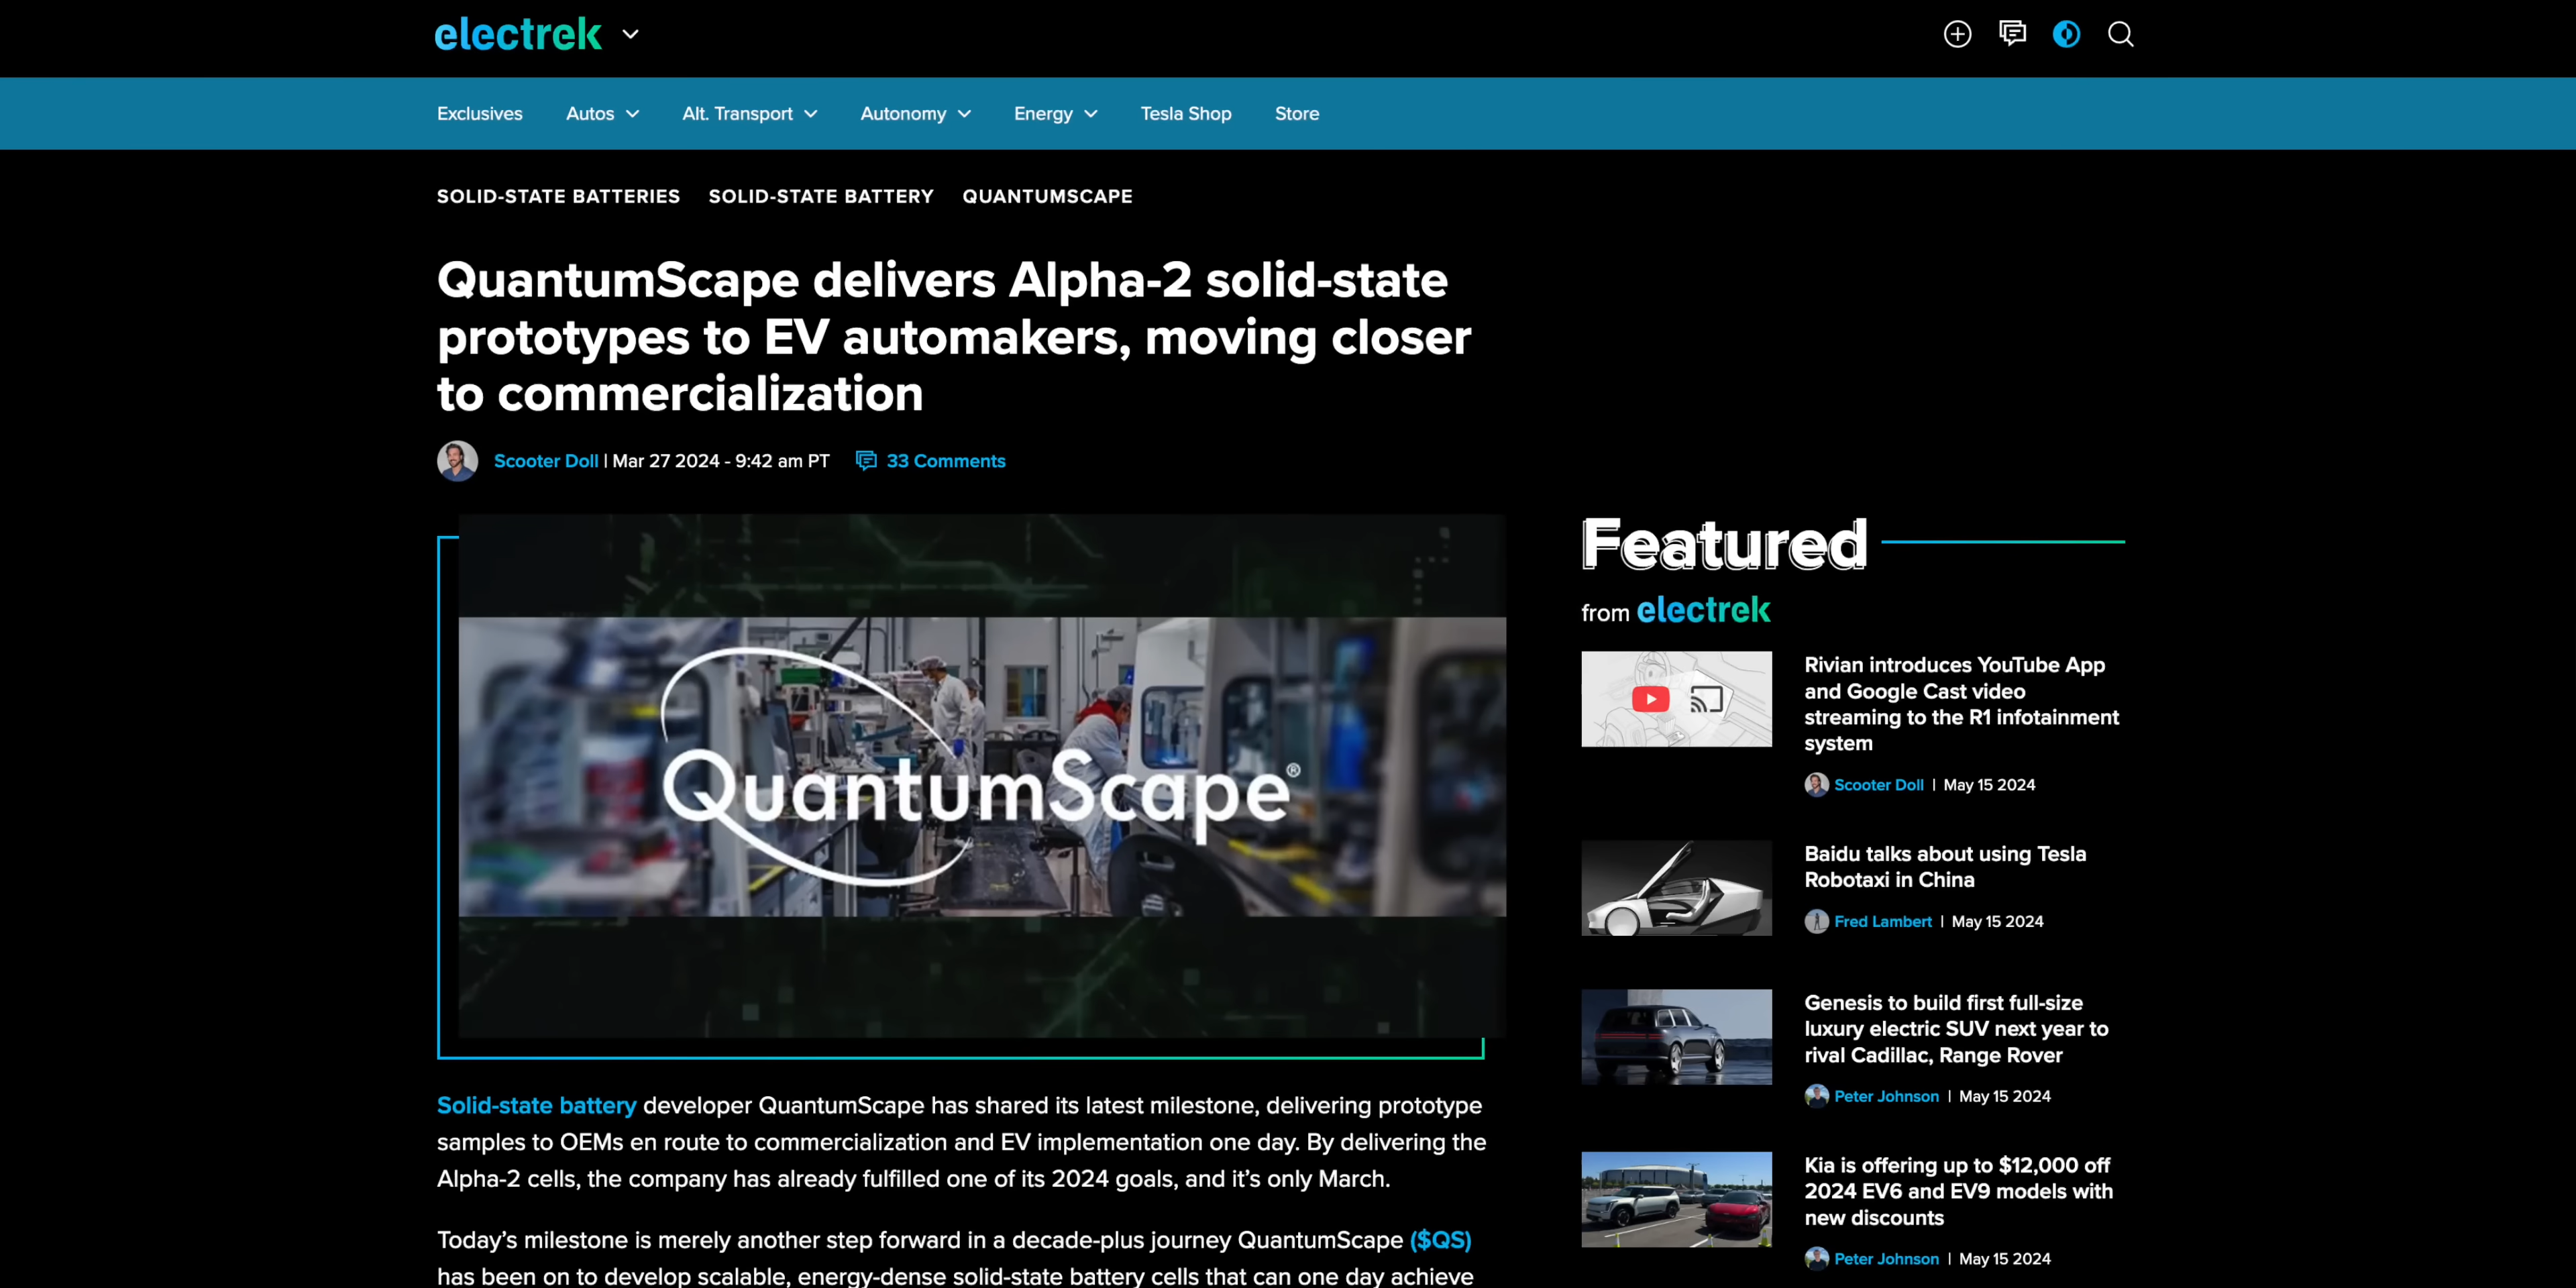 electrek
Exclusives Autos Alt. Transport Autonomy Energy Tesla Shop Store
SOLID-STATE BATTERIES SOLID-STATE BATTERY QUANTUMSCAPE
QuantumScape delivers Alpha-2 solid-state
prototypes to EV automakers, moving closer
to commercialization
Scooter Doll | Mar 27 2024 - 9:42 am PT 33 Comments
QuantumScape®
Solid-state battery developer QuantumScape has shared its latest milestone, delivering prototype
samples to OEMs en route to commercialization and EV implementation one day. By delivering the
Alpha-2 cells, the company has already fulfilled one of its 2024 goals, and it’s only March.
Today’s milestone is merely another step forward in a decade-plus journey QuantumScape ($QS)
has been on to develop scalable, energy-dense solid-state battery cells that can one day achieve
Featured
from electrek
Rivian introduces YouTube App
and Google Cast video
streaming to the R1 infotainment
system
Scooter Doll | May 15 2024
Baidu talks about using Tesla
Robotaxi in China
Fred Lambert | May 15 2024
Genesis to build first full-size
luxury electric SUV next year to
rival Cadillac, Range Rover
Peter Johnson | May 15 2024
Kia is offering up to $12,000 off
2024 EV6 and EV9 models with
new discounts
Peter Johnson | May 15 2024